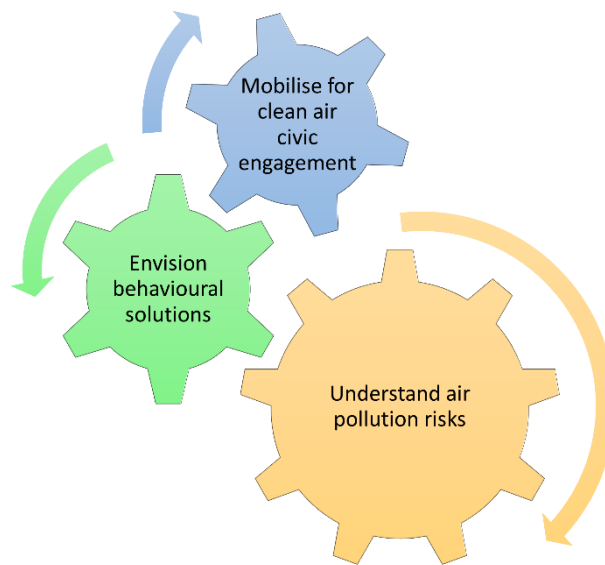 Mobilise for
clean air
civic
engagement
Envision
behavioural
solutions
Understand air
pollution risks